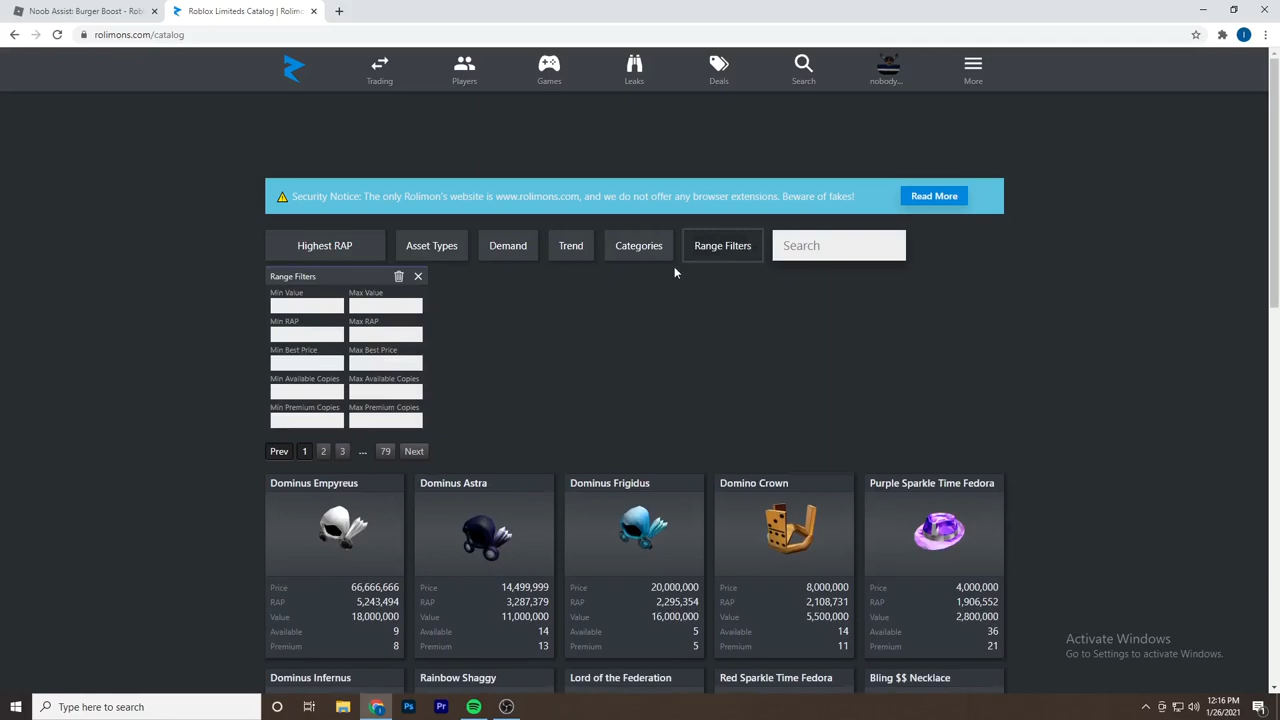 Noob Assist: Burger Boost - Robl
Roblox Limiteds Catalog | Rolimon
rolimons.com/catalog
Trading
Players
Games
Leaks
Deals
Search
nobody...
More
Security Notice: The only Rolimon's website is www.rolimons.com, and we do not offer any browser extensions. Beware of fakes!
Read More
Highest RAP
Asset Types
Demand
Trend
Categories
Range Filters
Search
Range Filters
Min Value Max Value
Min RAP Max RAP
Min Best Price Max Best Price
Min Available Copies Max Available Copies
Min Premium Copies Max Premium Copies
Prev 1 2 3 ... 79 Next
Dominus Empyreus
Price 66,666,666
RAP 5,243,494
Value 18,000,000
Available 9
Premium 8
Dominus Astra
Price 14,499,999
RAP 3,287,379
Value 11,000,000
Available 14
Premium 13
Dominus Frigidus
Price 20,000,000
RAP 2,295,354
Value 16,000,000
Available 5
Premium 5
Domino Crown
Price 8,000,000
RAP 2,108,731
Value 5,500,000
Available 14
Premium 11
Purple Sparkle Time Fedora
Price 4,000,000
RAP 1,906,552
Value 2,800,000
Available 36
Premium 21
Dominus Infernus
Rainbow Shaggy
Lord of the Federation
Red Sparkle Time Fedora
Bling $$ Necklace
Activate Windows
Go to Settings to activate Windows.
Type here to search
12:16 PM
1/26/2021